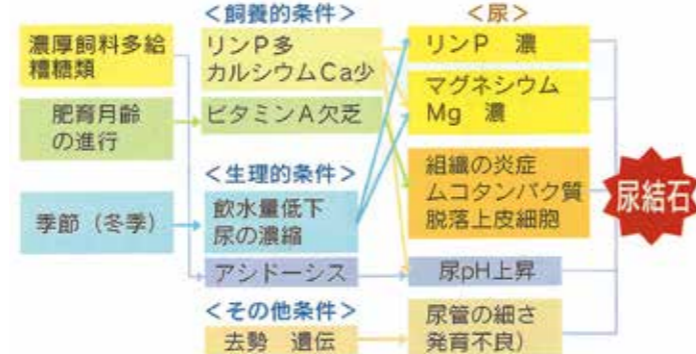 ＜飼養的条件＞
＜尿＞
濃厚飼料多給
糟糖類
リンP多
カルシウムCa少
リンP 濃
マグネシウム
Mg 濃
肥育月齢
の進行
ビタミンA欠乏
＜生理的条件＞
組織の炎症
ムコタンパク質
脱落上皮細胞
尿結石
季節（冬季）
飲水量低下
尿の濃縮
アシドーシス
尿pH上昇
＜その他条件＞
去勢 遺伝
尿管の細さ
発育不良）